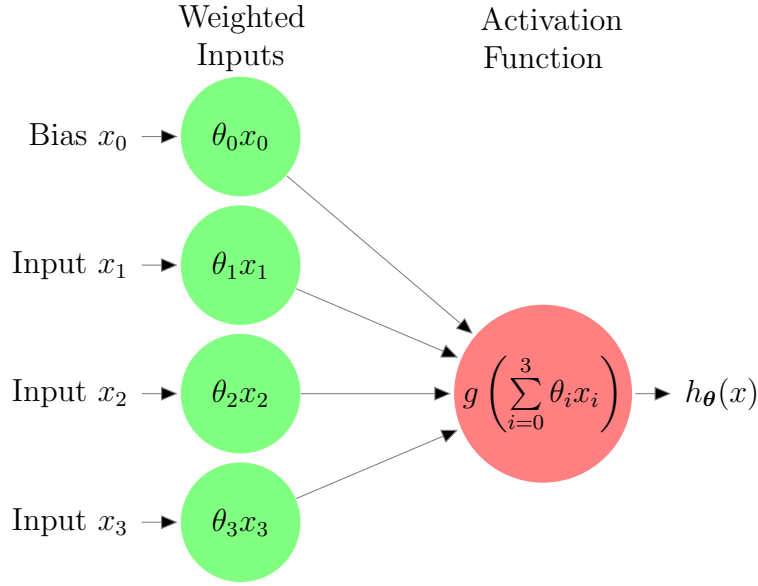 Weighted
Inputs
Activation
Function
Bias x₀
θ₀x₀
Input x₁
θ₁x₁
Input x₂
θ₂x₂
g ( ∑_{i=0}^{3} θᵢxᵢ )
h_𝜽(x)
Input x₃
θ₃x₃